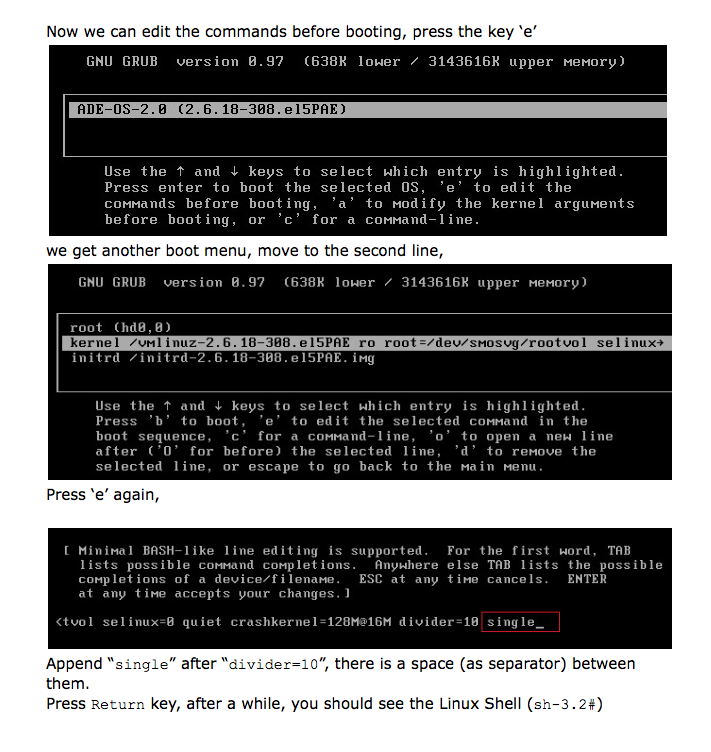 Now we can edit the commands before booting, press the key ‘e’
GNU GRUB version 0.97 (638K lower / 3143616K upper memory)
ADE-OS-2.0 (2.6.18-308.el5PAE)
Use the ↑ and ↓ keys to select which entry is highlighted.
Press enter to boot the selected OS, 'e' to edit the
commands before booting, 'a' to modify the kernel arguments
before booting, or 'c' for a command-line.
we get another boot menu, move to the second line,
GNU GRUB version 0.97 (638K lower / 3143616K upper memory)
root (hd0,0)
kernel /vmlinuz-2.6.18-308.el5PAE ro root=/dev/smosvg/rootvol selinux→
initrd /initrd-2.6.18-308.el5PAE.img
Use the ↑ and ↓ keys to select which entry is highlighted.
Press 'b' to boot, 'e' to edit the selected command in the
boot sequence, 'c' for a command-line, 'o' to open a new line
after ('O' for before) the selected line, 'd' to remove the
selected line, or escape to go back to the main menu.
Press ‘e’ again,
[ Minimal BASH-like line editing is supported. For the first word, TAB
lists possible command completions. Anywhere else TAB lists the possible
completions of a device/filename. ESC at any time cancels. ENTER
at any time accepts your changes.]
<tvol selinux=0 quiet crashkernel=128M@16M divider=10 single_
Append “single” after “divider=10”, there is a space (as separator) between
them.
Press Return key, after a while, you should see the Linux Shell (sh-3.2#)